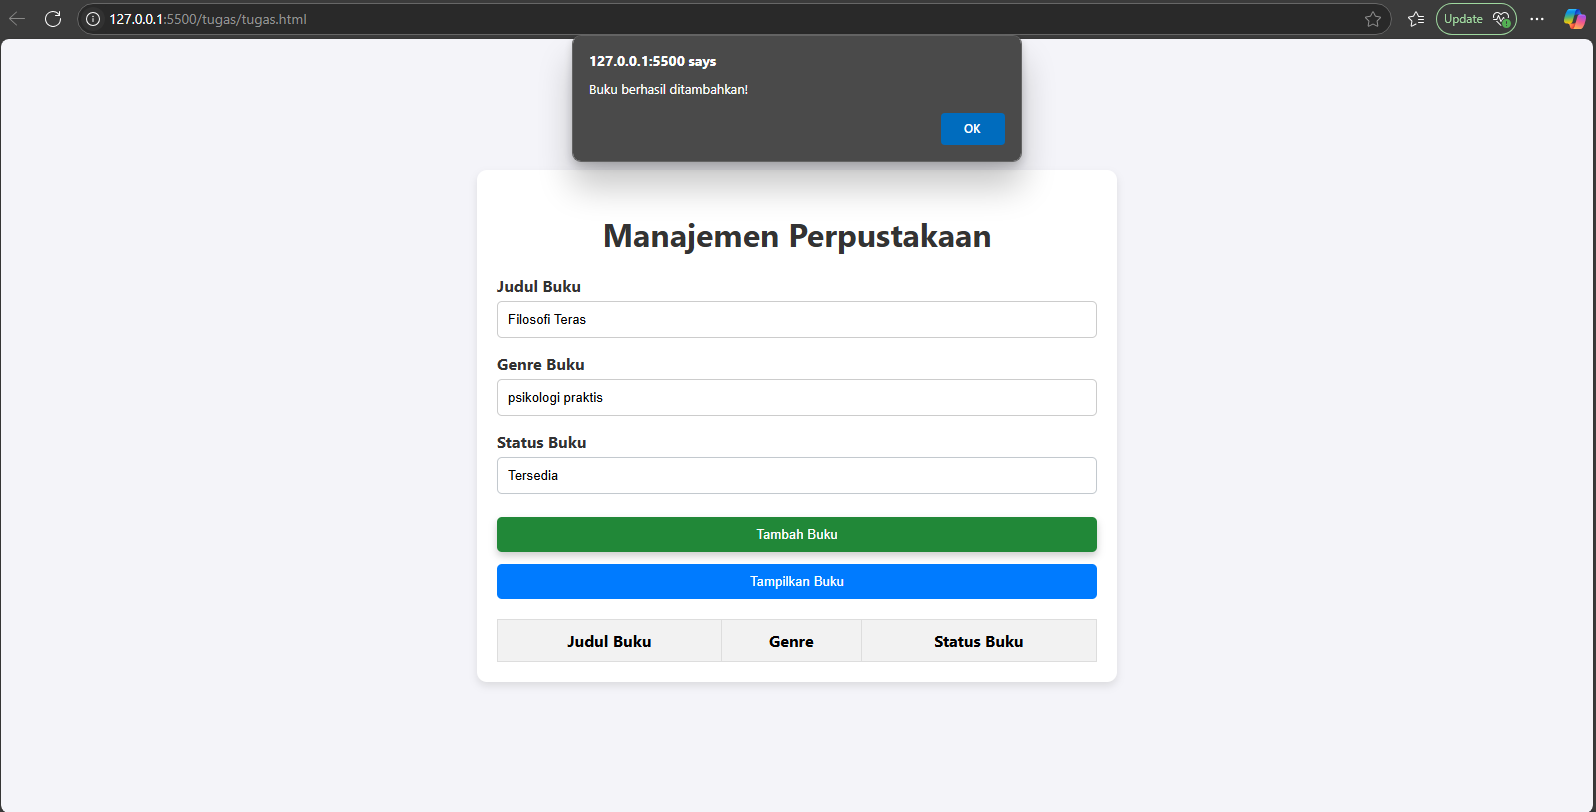 127.0.0.1:5500/tugas/tugas.html
Update
127.0.0.1:5500 says
Buku berhasil ditambahkan!
OK
Manajemen Perpustakaan
Judul Buku
Filosofi Teras
Genre Buku
psikologi praktis
Status Buku
Tersedia
Tambah Buku
Tampilkan Buku
Judul Buku Genre Status Buku